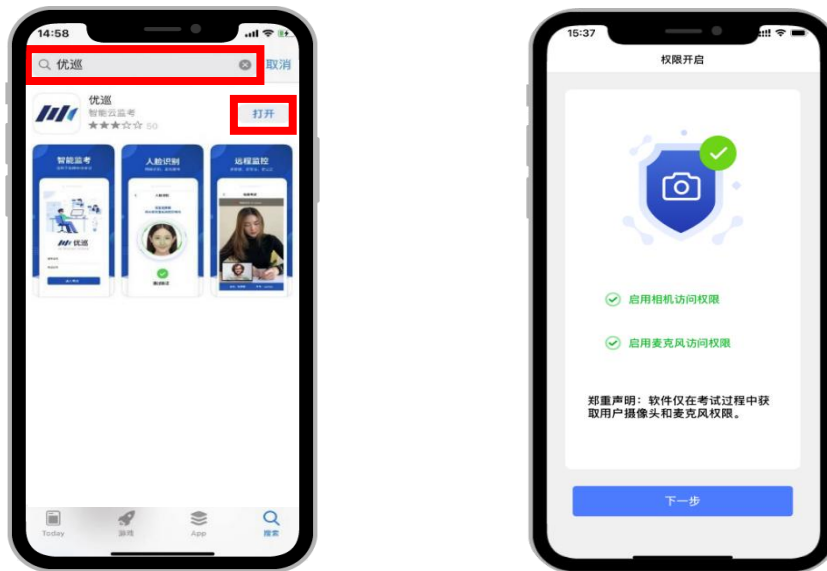 14:58
优巡
取消
优巡
智能云监考
50
打开
智能监考
人脸识别
远程监控
优巡
Today
游戏
App
搜索
15:37
权限开启
启用相机访问权限
启用麦克风访问权限
郑重声明：软件仅在考试过程中获
取用户摄像头和麦克风权限。
下一步